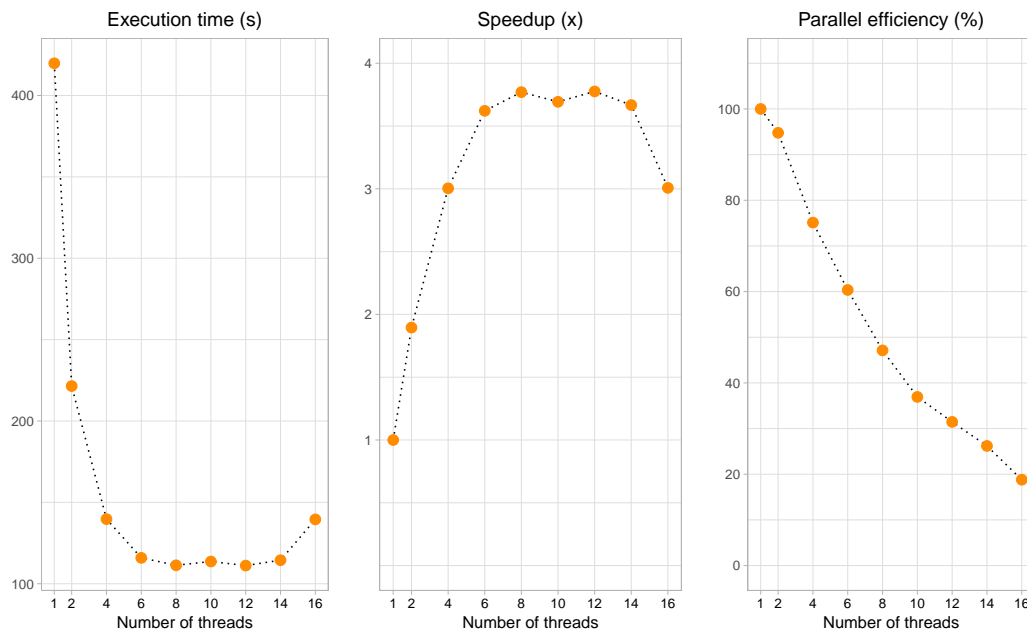 Execution time (s)
400
300
200
100
1 2 4 6 8 10 12 14 16
Number of threads
Speedup (x)
4
3
2
1
1 2 4 6 8 10 12 14 16
Number of threads
Parallel efficiency (%)
100
80
60
40
20
0
1 2 4 6 8 10 12 14 16
Number of threads